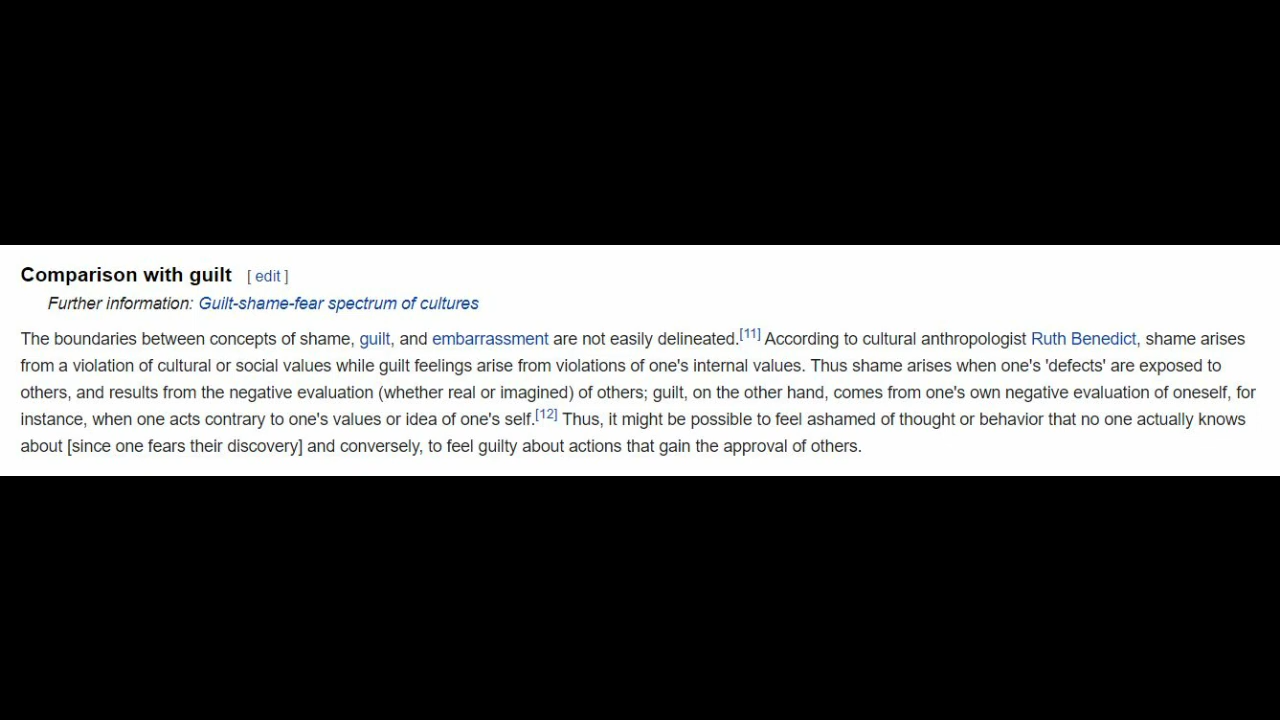 Comparison with guilt [ edit ]
Further information: Guilt-shame-fear spectrum of cultures
The boundaries between concepts of shame, guilt, and embarrassment are not easily delineated.[11] According to cultural anthropologist Ruth Benedict, shame arises
from a violation of cultural or social values while guilt feelings arise from violations of one's internal values. Thus shame arises when one's 'defects' are exposed to
others, and results from the negative evaluation (whether real or imagined) of others; guilt, on the other hand, comes from one's own negative evaluation of oneself, for
instance, when one acts contrary to one's values or idea of one's self.[12] Thus, it might be possible to feel ashamed of thought or behavior that no one actually knows
about [since one fears their discovery] and conversely, to feel guilty about actions that gain the approval of others.